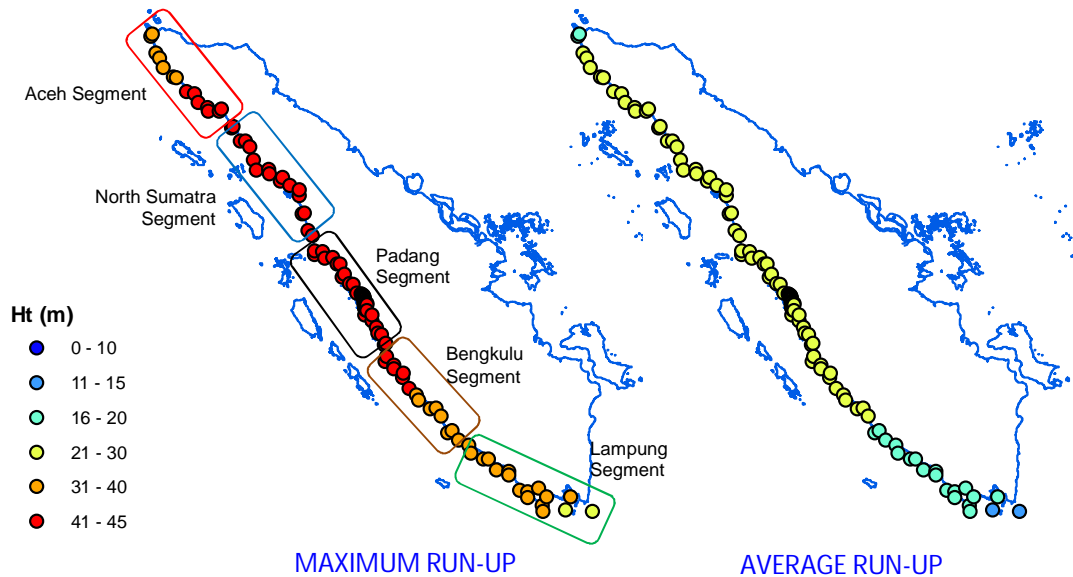 Aceh Segment
North Sumatra
Segment
Padang
Segment
Bengkulu
Segment
Lampung
Segment
Ht (m)
0 - 10
11 - 15
16 - 20
21 - 30
31 - 40
41 - 45
MAXIMUM RUN-UP
AVERAGE RUN-UP